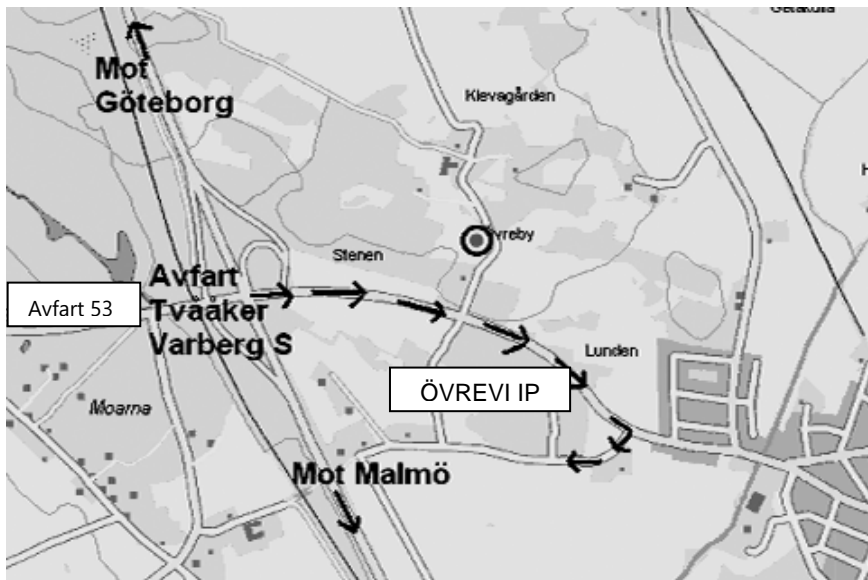 Mot
Göteborg
Klevagården
Stenen
Avfart
Tvååker
Varberg S
Avfart 53
Lunden
ÖVREVI IP
Moarna
Mot Malmö